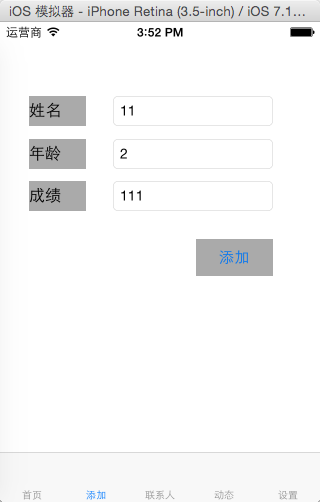 iOS 模拟器 - iPhone Retina (3.5-inch) / iOS 7.1...
运营商 3:52 PM
姓名 11
年龄 2
成绩 111
添加
首页 添加 联系人 动态 设置